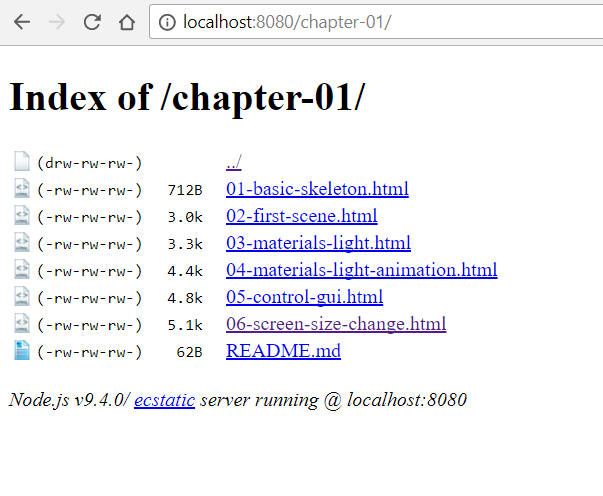 localhost:8080/chapter-01/
Index of /chapter-01/
(drw-rw-rw-) ../
(-rw-rw-rw-) 712B 01-basic-skeleton.html
(-rw-rw-rw-) 3.0k 02-first-scene.html
(-rw-rw-rw-) 3.3k 03-materials-light.html
(-rw-rw-rw-) 4.4k 04-materials-light-animation.html
(-rw-rw-rw-) 4.8k 05-control-gui.html
(-rw-rw-rw-) 5.1k 06-screen-size-change.html
(-rw-rw-rw-) 62B README.md
Node.js v9.4.0/ ecstatic server running @ localhost:8080